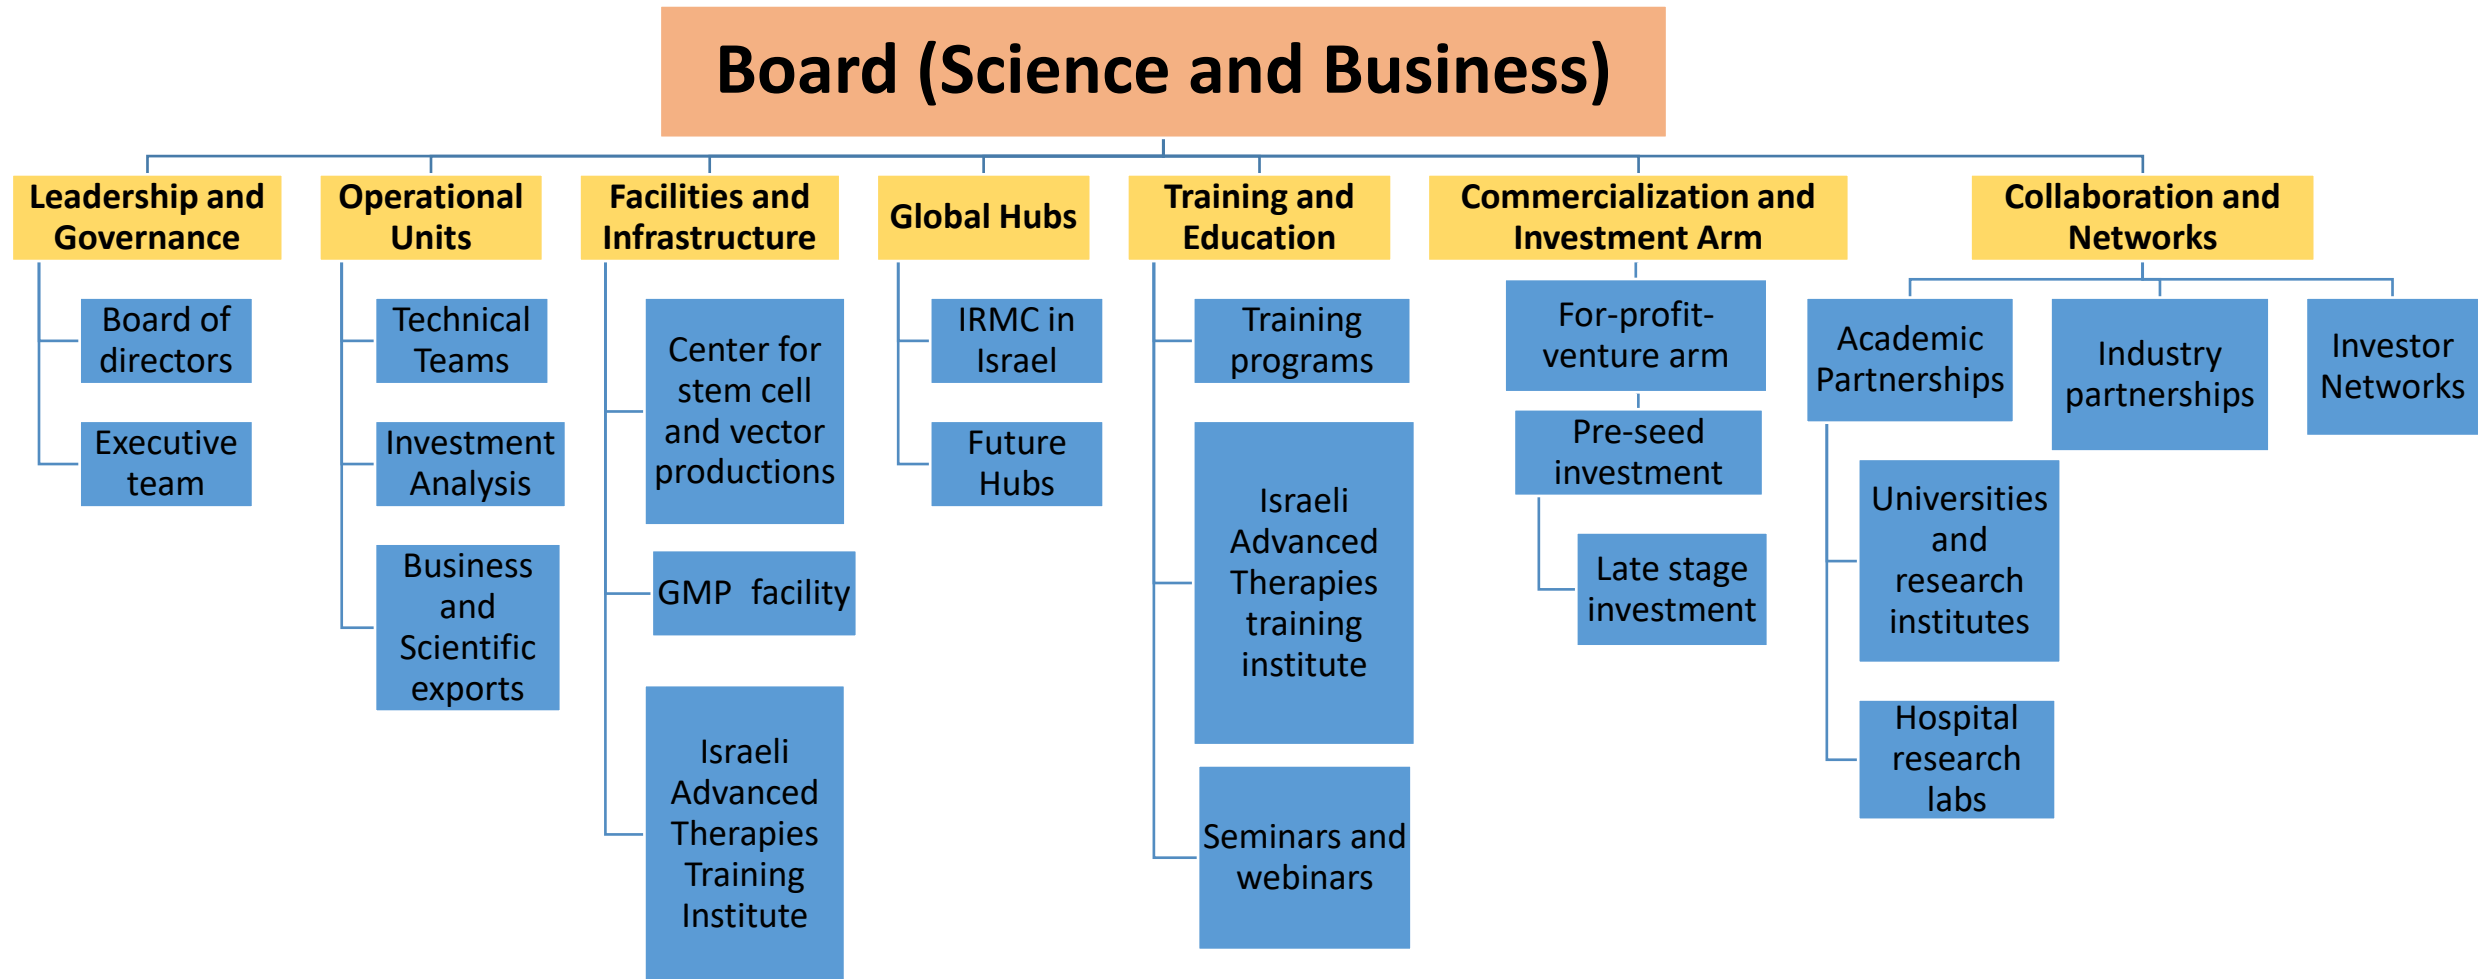 Board (Science and Business)
Leadership and
Governance
Board of
directors
Executive
team
Operational
Units
Technical
Teams
Investment
Analysis
Business
and
Scientific
exports
Facilities and
Infrastructure
Center for
stem cell
and vector
productions
GMP facility
Israeli
Advanced
Therapies
Training
Institute
Global Hubs
IRMC in
Israel
Future
Hubs
Training and
Education
Training
programs
Israeli
Advanced
Therapies
training
institute
Seminars and
webinars
Commercialization and
Investment Arm
For-profit-
venture arm
Pre-seed
investment
Late stage
investment
Collaboration and
Networks
Academic
Partnerships
Universities
and
research
institutes
Hospital
research
labs
Industry
partnerships
Investor
Networks